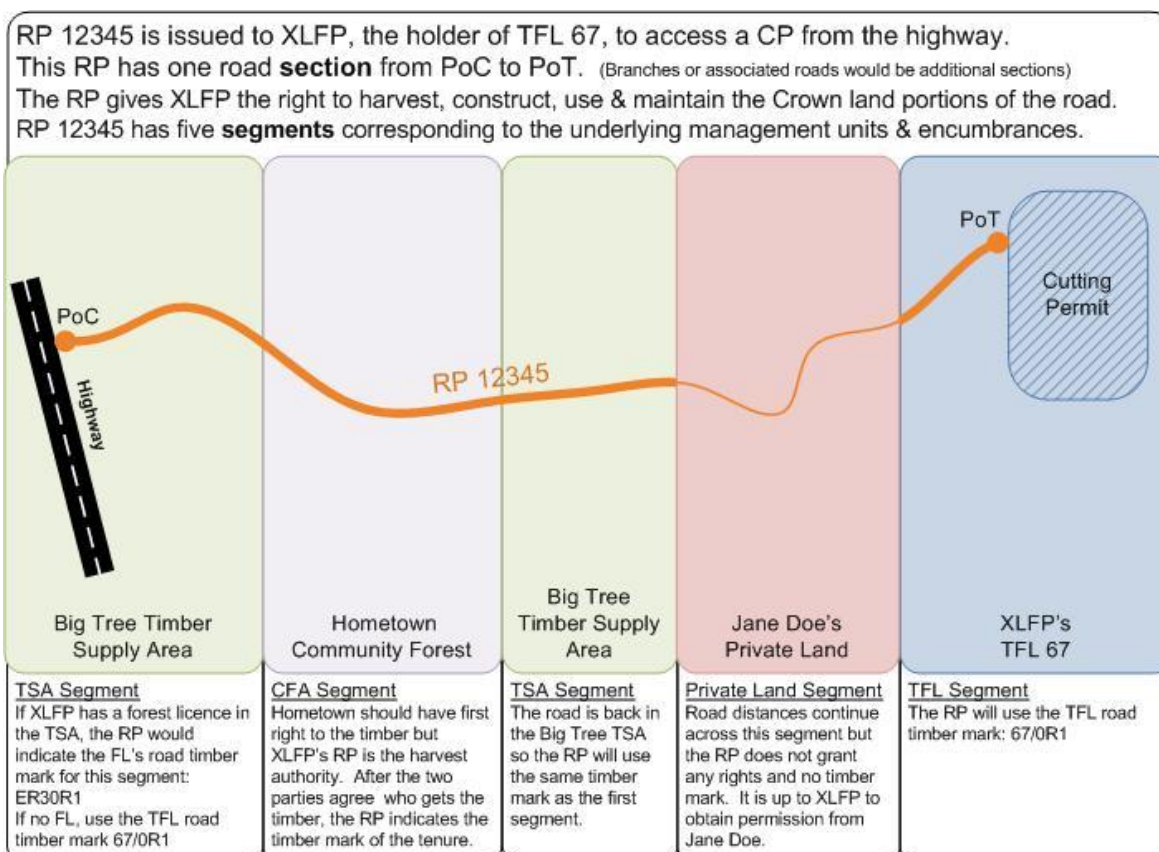 RP 12345 is issued to XLFP, the holder of TFL 67, to access a CP from the highway.
This RP has one road section from PoC to PoT. (Branches or associated roads would be additional sections)
The RP gives XLFP the right to harvest, construct, use & maintain the Crown land portions of the road.
RP 12345 has five segments corresponding to the underlying management units & encumbrances.
PoT
Cutting
Permit
PoC
Highway
RP 12345
Big Tree Timber
Supply Area
Hometown
Community Forest
Big Tree
Timber Supply
Area
Jane Doe's
Private Land
XLFP's
TFL 67
TSA Segment
If XLFP has a forest licence in
the TSA, the RP would
indicate the FL's road timber
mark for this segment:
ER30R1
If no FL, use the TFL road
timber mark 67/0R1
CFA Segment
Hometown should have first
right to the timber but
XLFP's RP is the harvest
authority. After the two
parties agree who gets the
timber, the RP indicates the
timber mark of the tenure.
TSA Segment
The road is back in
the Big Tree TSA
so the RP will use
the same timber
mark as the first
segment.
Private Land Segment
Road distances continue
across this segment but
the RP does not grant
any rights and no timber
mark. It is up to XLFP to
obtain permission from
Jane Doe.
TFL Segment
The RP will use the TFL road
timber mark: 67/0R1